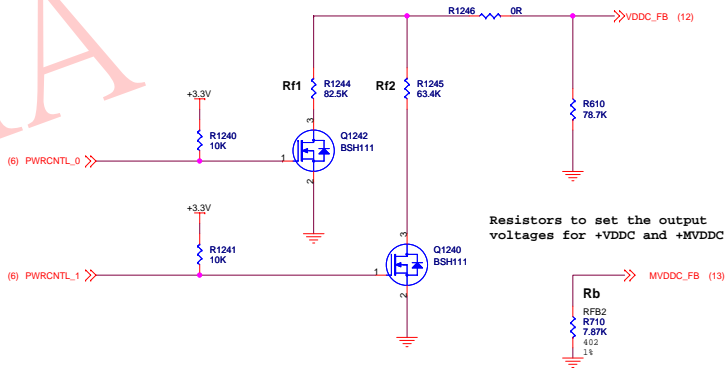 R1246 0R
VDDC_FB (12)
Rf1
R1244
82.5K
Rf2
R1245
63.4K
+3.3V
R1240
10K
R610
78.7K
3
Q1242
BSH111
1
2
(6) PWRCNTL_0
+3.3V
R1241
10K
3
Q1240
BSH111
1
2
(6) PWRCNTL_1
Resistors to set the output
voltages for +VDDC and +MVDDC
MVDDC_FB (13)
Rb
RFB2
R710
7.87K
402
1%